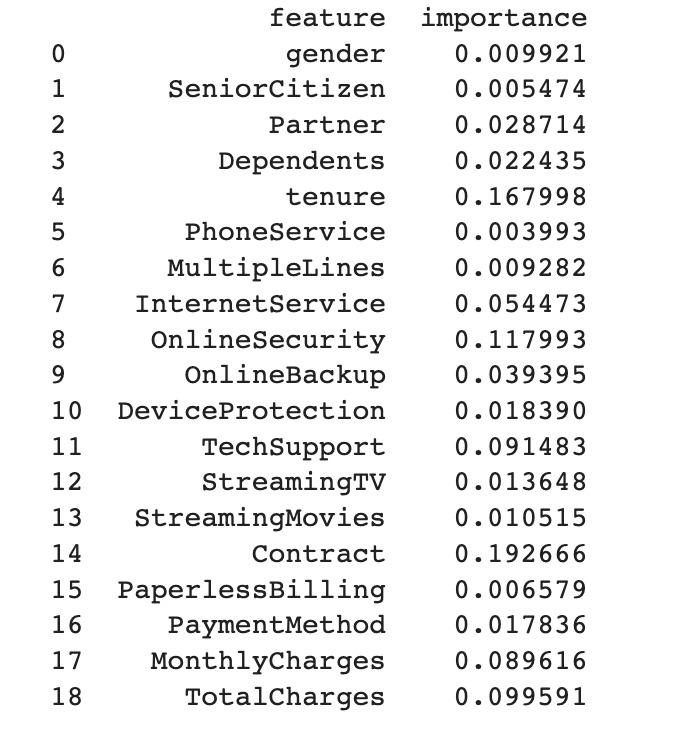 feature importance
0 gender 0.009921
1 SeniorCitizen 0.005474
2 Partner 0.028714
3 Dependents 0.022435
4 tenure 0.167998
5 PhoneService 0.003993
6 MultipleLines 0.009282
7 InternetService 0.054473
8 OnlineSecurity 0.117993
9 OnlineBackup 0.039395
10 DeviceProtection 0.018390
11 TechSupport 0.091483
12 StreamingTV 0.013648
13 StreamingMovies 0.010515
14 Contract 0.192666
15 PaperlessBilling 0.006579
16 PaymentMethod 0.017836
17 MonthlyCharges 0.089616
18 TotalCharges 0.099591